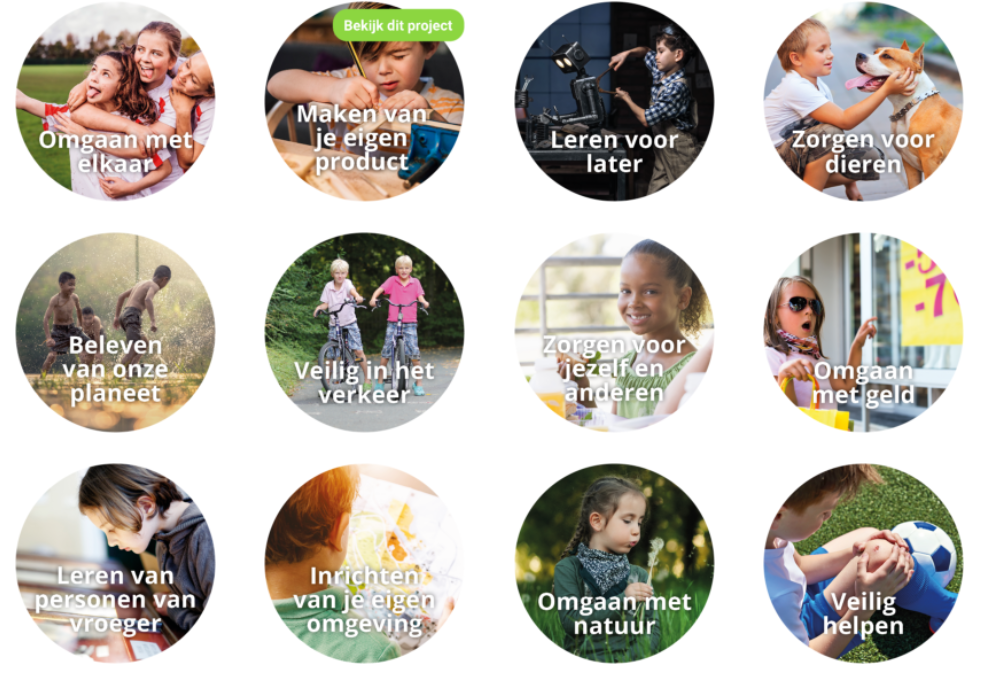 Bekijk dit project
Omgaan met
elkaar
Maken van
je eigen
product
Leren voor
later
Zorgen voor
dieren
Beleven
van onze
planeet
Veilig in het
verkeer
Zorgen voor
jezelf en
anderen
-5
-7
Omgaan
met geld
Leren van
personen van
vroeger
Inrichten
van je eigen
omgeving
Omgaan met
natuur
Veilig
helpen